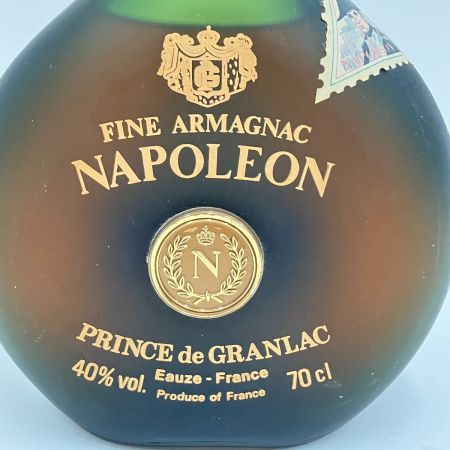 FINE ARMAGNAC
NAPOLEON
N
PRINCE de GRANLAC
40% vol. Eauze - France 70 cl
Produce of France